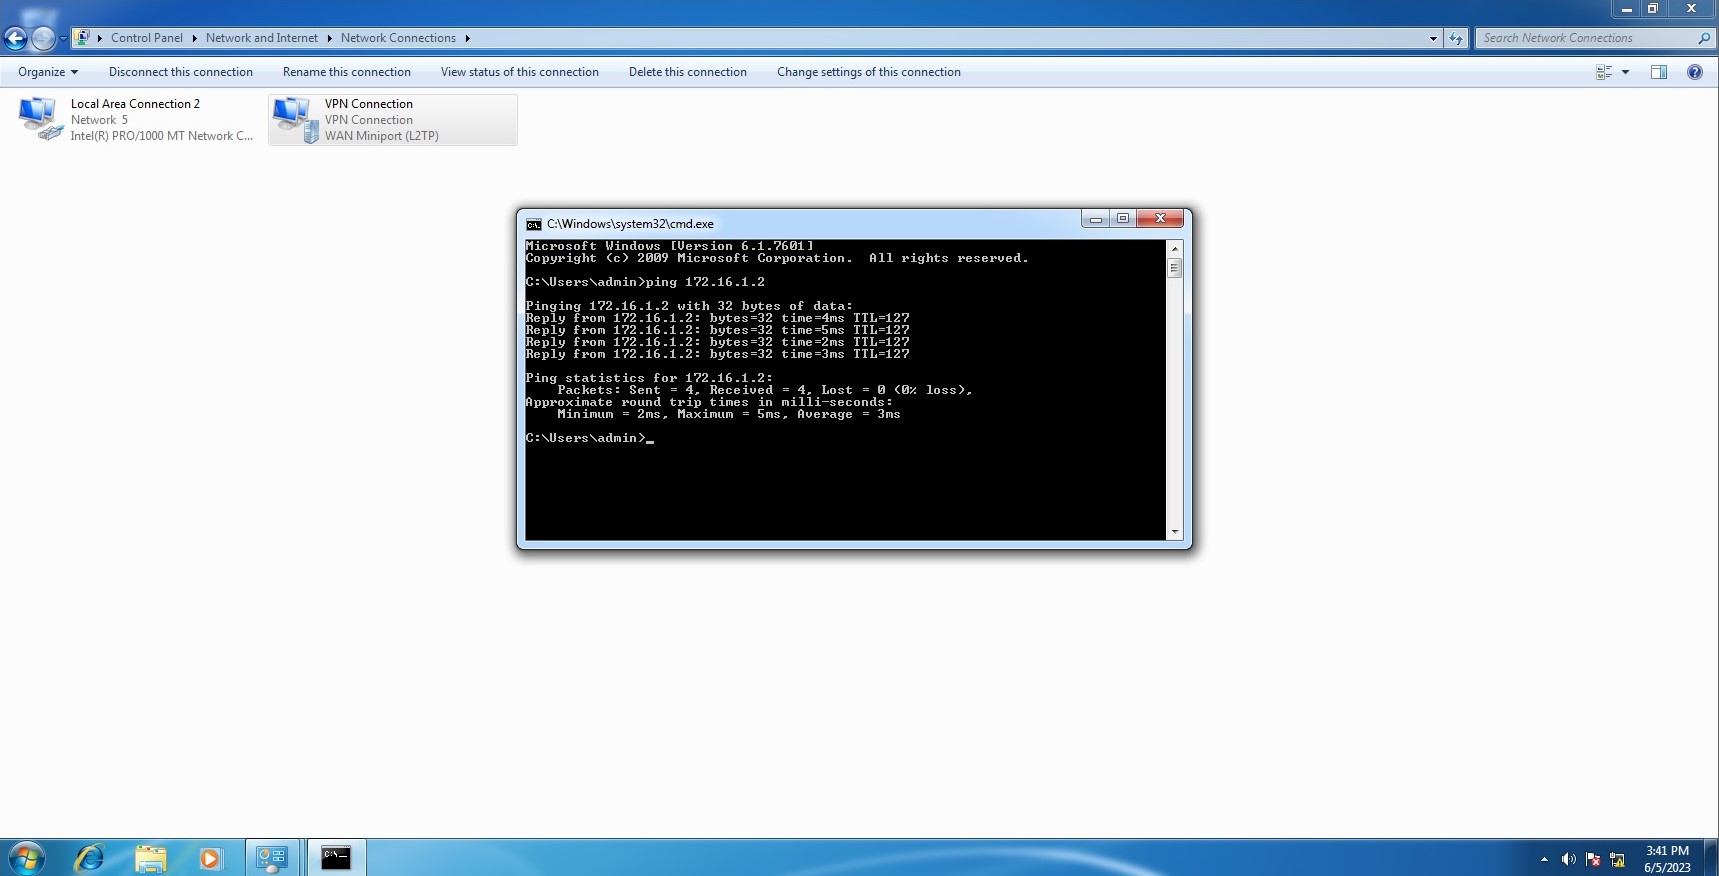 Control Panel Network and Internet Network Connections Search Network Connections
Organize Disconnect this connection Rename this connection View status of this connection Delete this connection Change settings of this connection
Local Area Connection 2
Network 5
Intel(R) PRO/1000 MT Network C...
VPN Connection
VPN Connection
WAN Miniport (L2TP)
C:\Windows\system32\cmd.exe
Microsoft Windows [Version 6.1.7601]
Copyright (c) 2009 Microsoft Corporation.  All rights reserved.
C:\Users\admin>ping 172.16.1.2
Pinging 172.16.1.2 with 32 bytes of data:
Reply from 172.16.1.2: bytes=32 time=4ms TTL=127
Reply from 172.16.1.2: bytes=32 time=5ms TTL=127
Reply from 172.16.1.2: bytes=32 time=2ms TTL=127
Reply from 172.16.1.2: bytes=32 time=3ms TTL=127
Ping statistics for 172.16.1.2:
Packets: Sent = 4, Received = 4, Lost = 0 (0% loss),
Approximate round trip times in milli-seconds:
Minimum = 2ms, Maximum = 5ms, Average = 3ms
C:\Users\admin>_
3:41 PM
6/5/2023